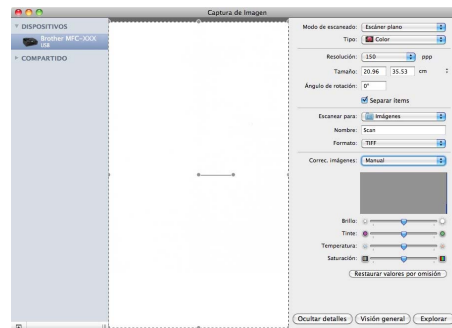 Captura de Imagen
DISPOSITIVOS
Brother MFC-XXX
USB
COMPARTIDO
Modo de escaneado: Escáner plano
Tipo: Color
Resolución: 150 ppp
Tamaño: 20.96 35.53 cm
Ángulo de rotación: 0°
Separar ítems
Escanear para: Imágenes
Nombre: Scan
Formato: TIFF
Correc. imágenes: Manual
Brillo:
Tinte:
Temperatura:
Saturación:
Restaurar valores por omisión
Ocultar detalles Visión general Explorar